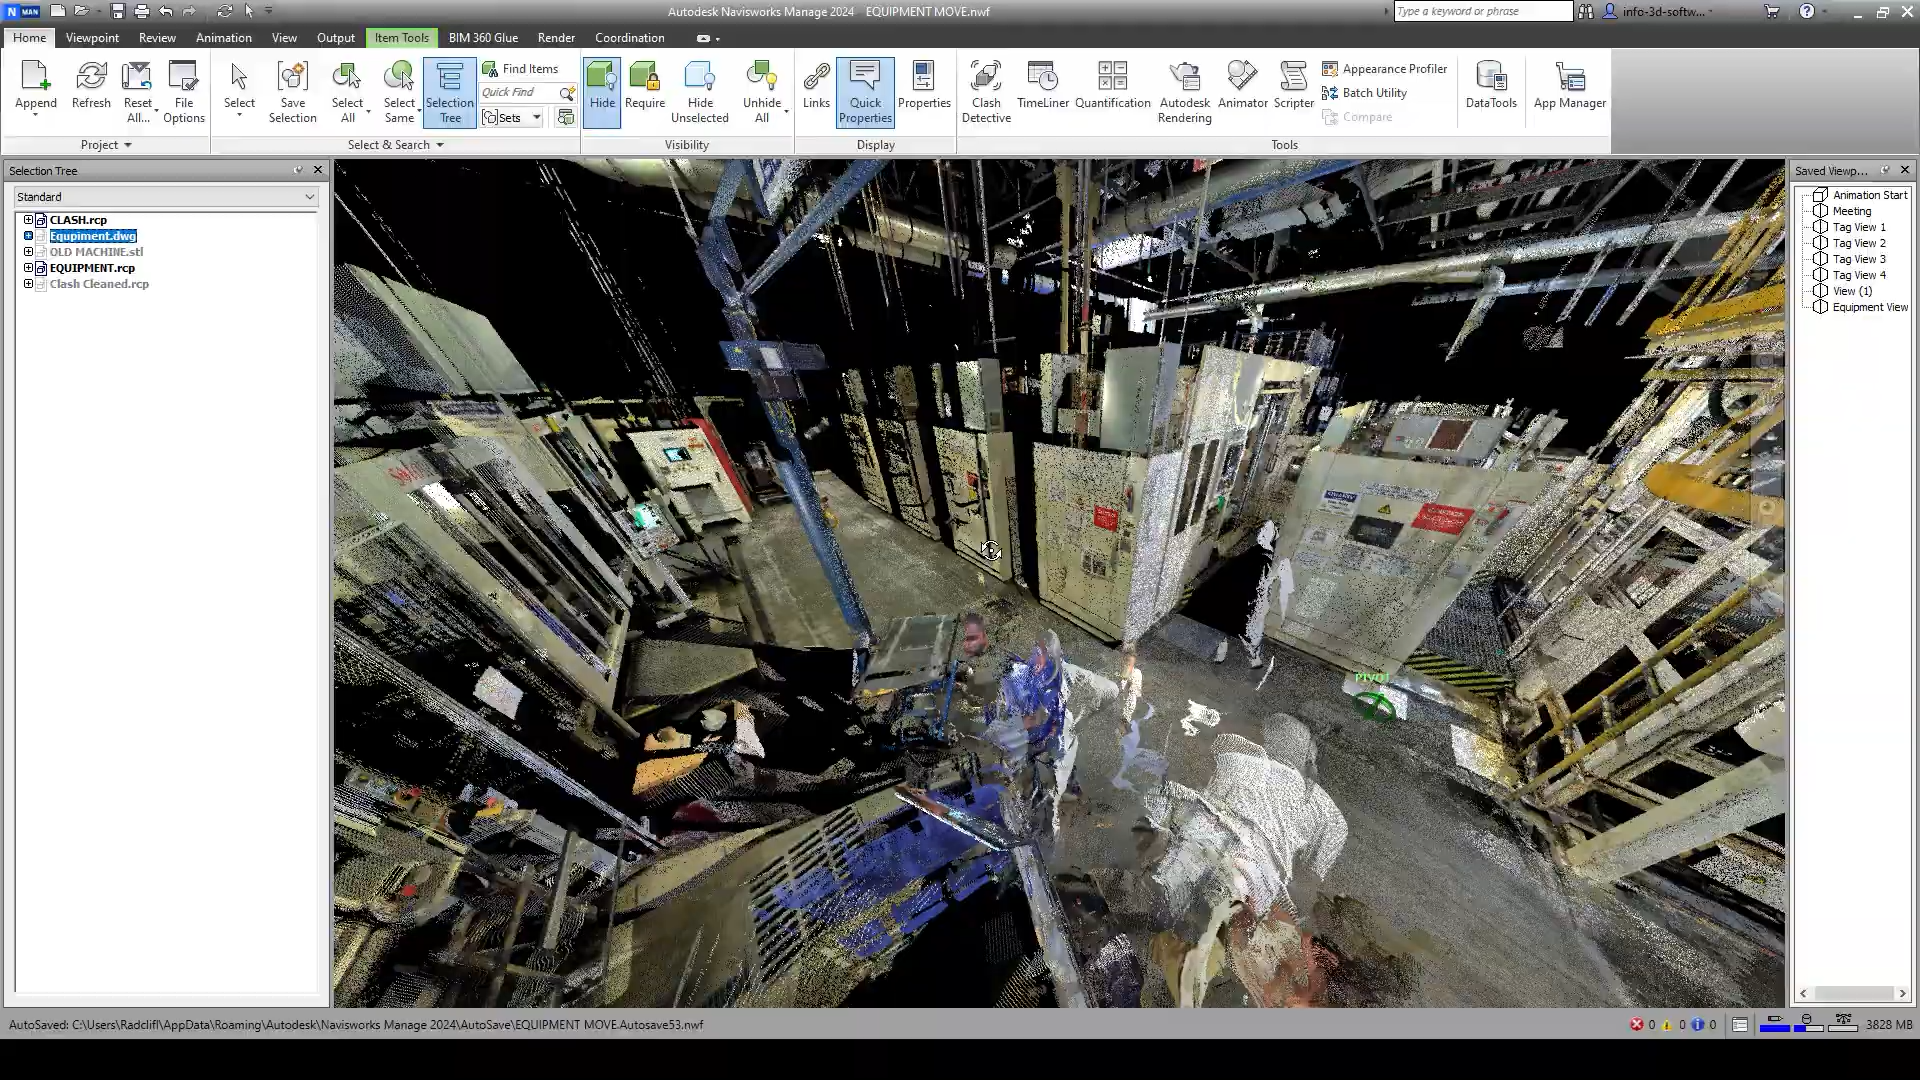 N MAN
Autodesk Navisworks Manage 2024 EQUIPMENT MOVE.nwf
Type a keyword or phrase
info-3d-softw...
Home Viewpoint Review Animation View Output Item Tools BIM 360 Glue Render Coordination
Append
Refresh
Reset All...
File Options
Project
Select
Save Selection
Select All
Select Same
Selection Tree
Find Items
Quick Find
Sets
Select & Search
Hide
Require
Hide Unselected
Unhide All
Visibility
Links
Quick Properties
Properties
Display
Clash Detective
TimeLiner
Quantification
Autodesk Rendering
Animator
Scripter
Appearance Profiler
Batch Utility
Compare
DataTools
App Manager
Tools
Selection Tree
Standard
CLASH.rcp
Equpiment.dwg
OLD MACHINE.stl
EQUIPMENT.rcp
Clash Cleaned.rcp
PIVOT
Saved Viewp...
Animation Start
Meeting
Tag View 1
Tag View 2
Tag View 3
Tag View 4
View (1)
Equipment View
AutoSaved: C:\Users\Radclifl\AppData\Roaming\Autodesk\Navisworks Manage 2024\AutoSave\EQUIPMENT MOVE.Autosave53.nwf
0 0 0 3828 MB